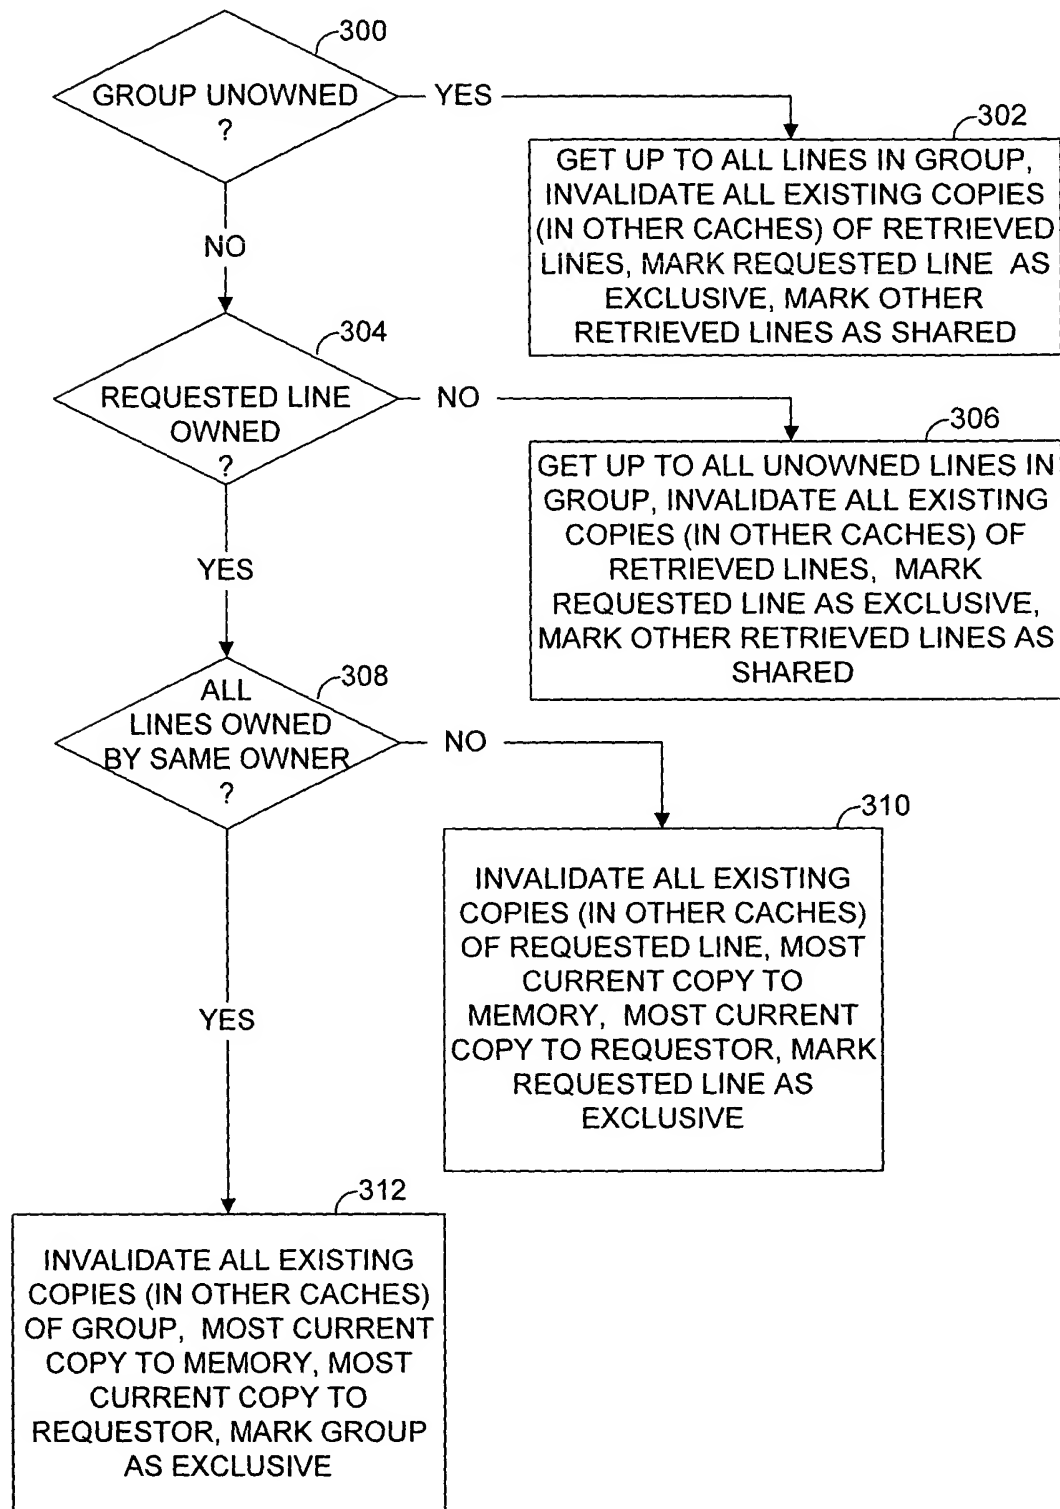 300
GROUP UNOWNED
?
YES
302
GET UP TO ALL LINES IN GROUP,
INVALIDATE ALL EXISTING COPIES
(IN OTHER CACHES) OF RETRIEVED
LINES, MARK REQUESTED LINE AS
EXCLUSIVE, MARK OTHER
RETRIEVED LINES AS SHARED
NO
304
REQUESTED LINE
OWNED
?
NO
306
GET UP TO ALL UNOWNED LINES IN
GROUP, INVALIDATE ALL EXISTING
COPIES (IN OTHER CACHES) OF
RETRIEVED LINES, MARK
REQUESTED LINE AS EXCLUSIVE,
MARK OTHER RETRIEVED LINES AS
SHARED
YES
308
ALL
LINES OWNED
BY SAME OWNER
?
NO
310
INVALIDATE ALL EXISTING
COPIES (IN OTHER CACHES)
OF REQUESTED LINE, MOST
CURRENT COPY TO
MEMORY, MOST CURRENT
COPY TO REQUESTOR, MARK
REQUESTED LINE AS
EXCLUSIVE
YES
312
INVALIDATE ALL EXISTING
COPIES (IN OTHER CACHES)
OF GROUP, MOST CURRENT
COPY TO MEMORY, MOST
CURRENT COPY TO
REQUESTOR, MARK GROUP
AS EXCLUSIVE